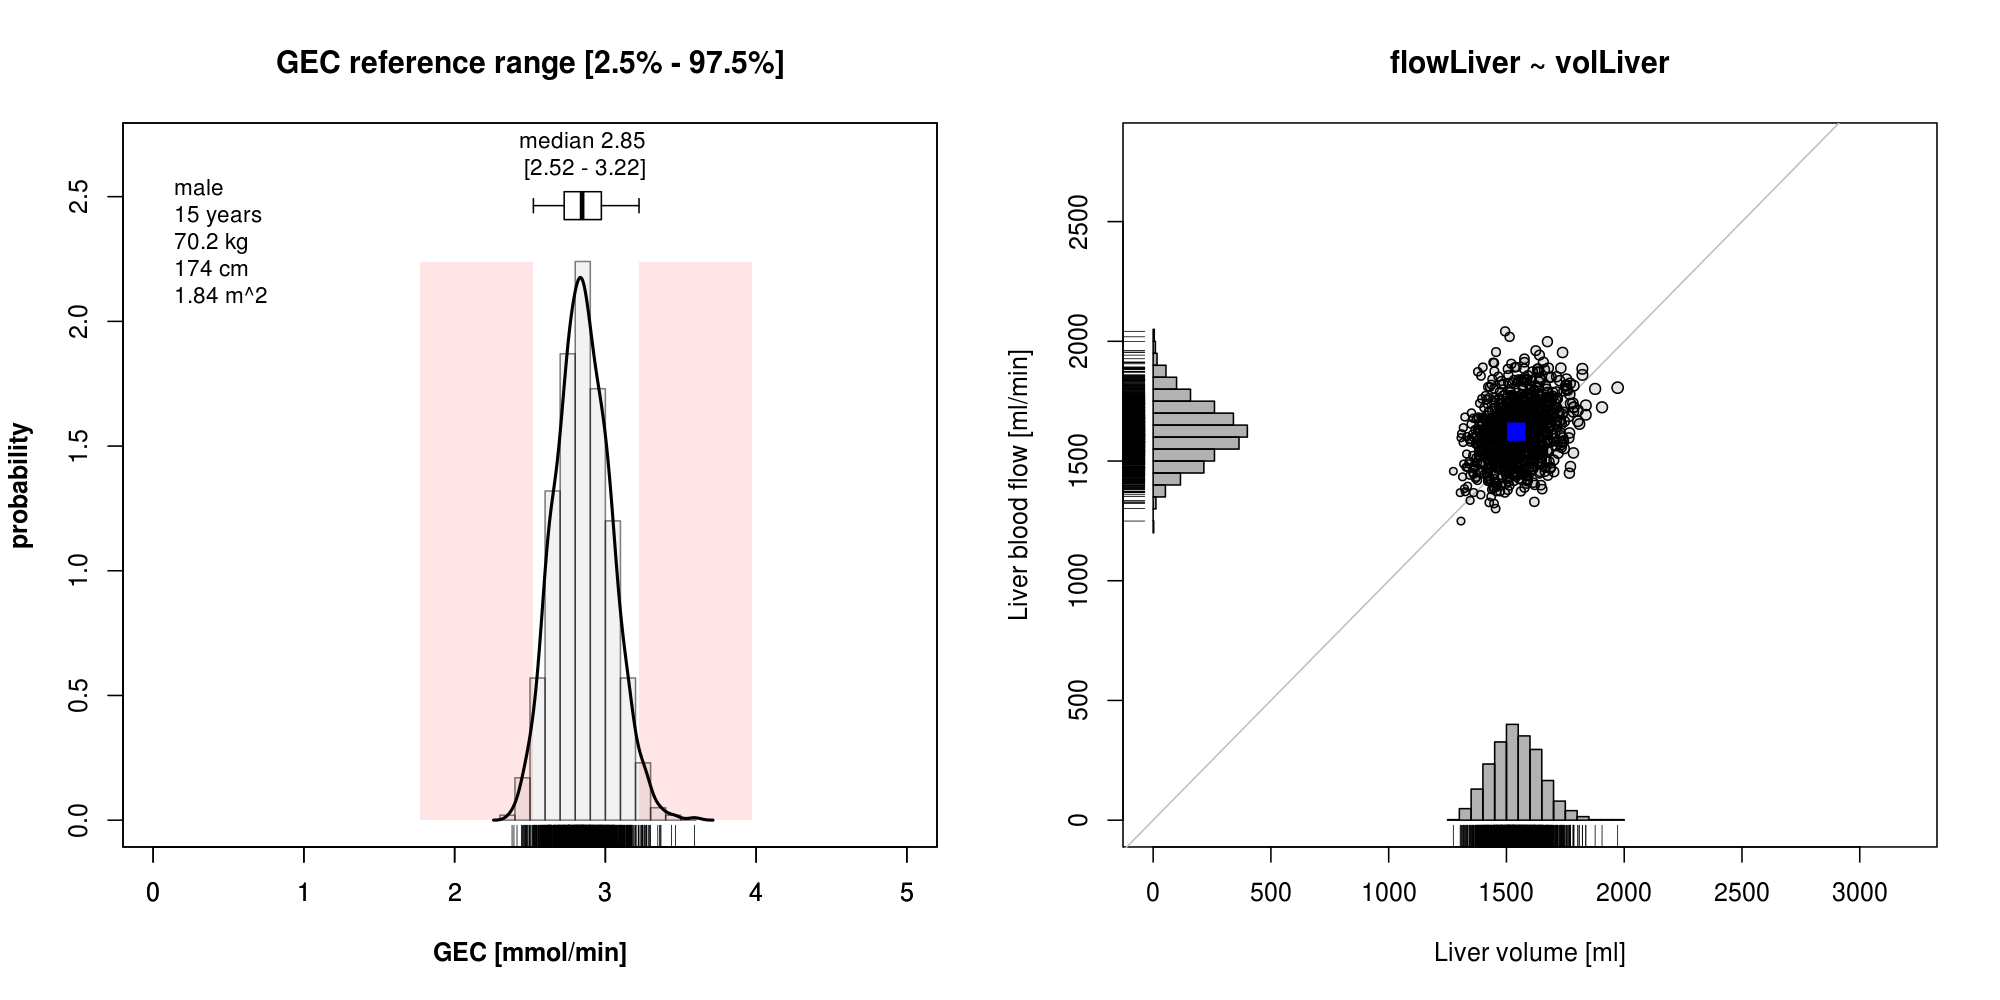 GEC reference range [2.5% - 97.5%]
median 2.85
[2.52 - 3.22]
male
15 years
70.2 kg
174 cm
1.84 m^2
probability
0.0
0.5
1.0
1.5
2.0
2.5
0 1 2 3 4 5
GEC [mmol/min]
flowLiver ~ volLiver
Liver blood flow [ml/min]
0
500
1000
1500
2000
2500
0 500 1000 1500 2000 2500 3000
Liver volume [ml]